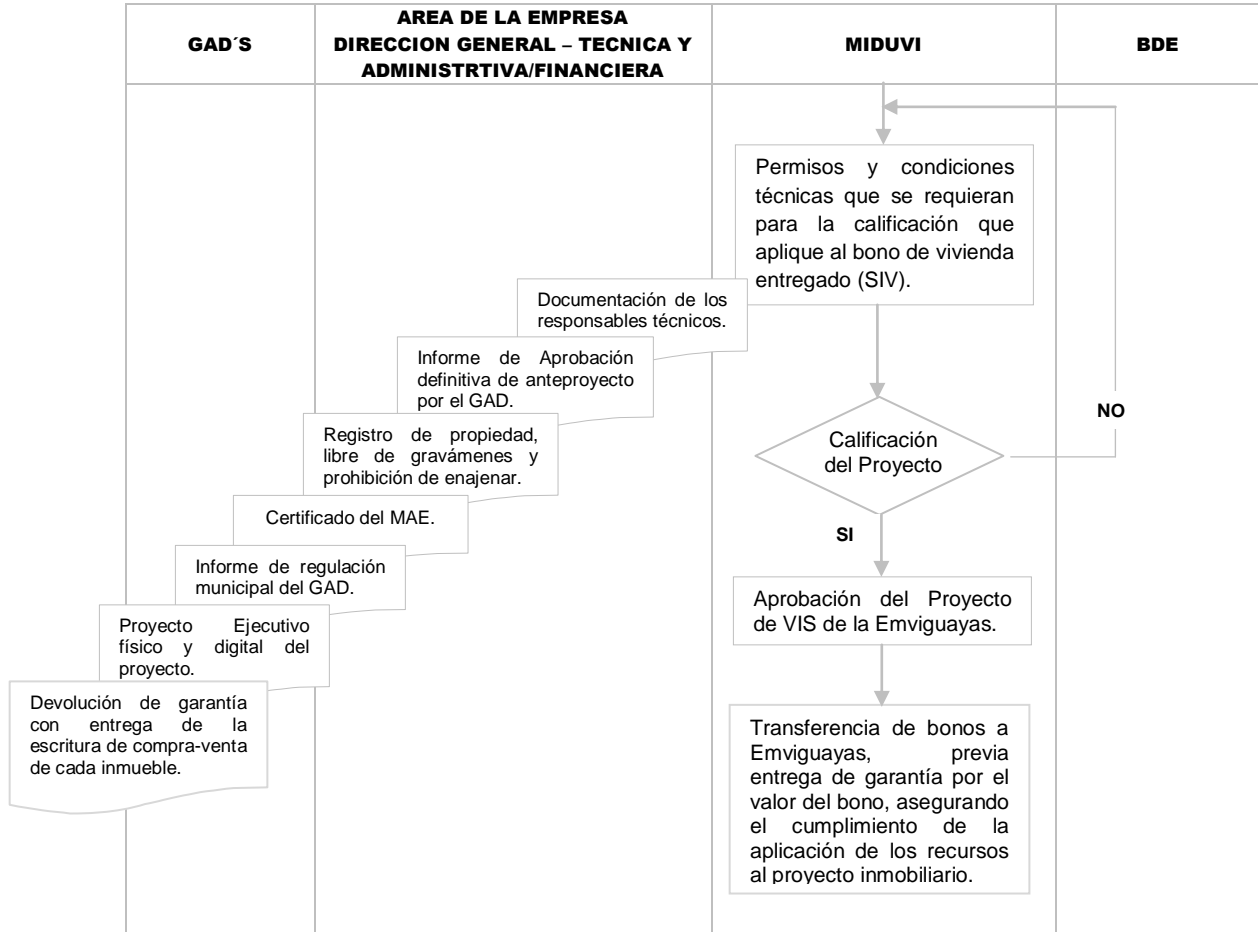 GAD´S
AREA DE LA EMPRESA
DIRECCION GENERAL – TECNICA Y
ADMINISTRTIVA/FINANCIERA
MIDUVI
BDE
Permisos y condiciones
técnicas que se requieran
para la calificación que
aplique al bono de vivienda
entregado (SIV).
Documentación de los
responsables técnicos.
Informe de Aprobación
definitiva de anteproyecto
por el GAD.
Registro de propiedad,
libre de gravámenes y
prohibición de enajenar.
Certificado del MAE.
Informe de regulación
municipal del GAD.
Proyecto Ejecutivo
físico y digital del
proyecto.
Devolución de garantía
con entrega de la
escritura de compra-venta
de cada inmueble.
Calificación
del Proyecto
NO
SI
Aprobación del Proyecto
de VIS de la Emviguayas.
Transferencia de bonos a
Emviguayas, previa
entrega de garantía por el
valor del bono, asegurando
el cumplimiento de la
aplicación de los recursos
al proyecto inmobiliario.